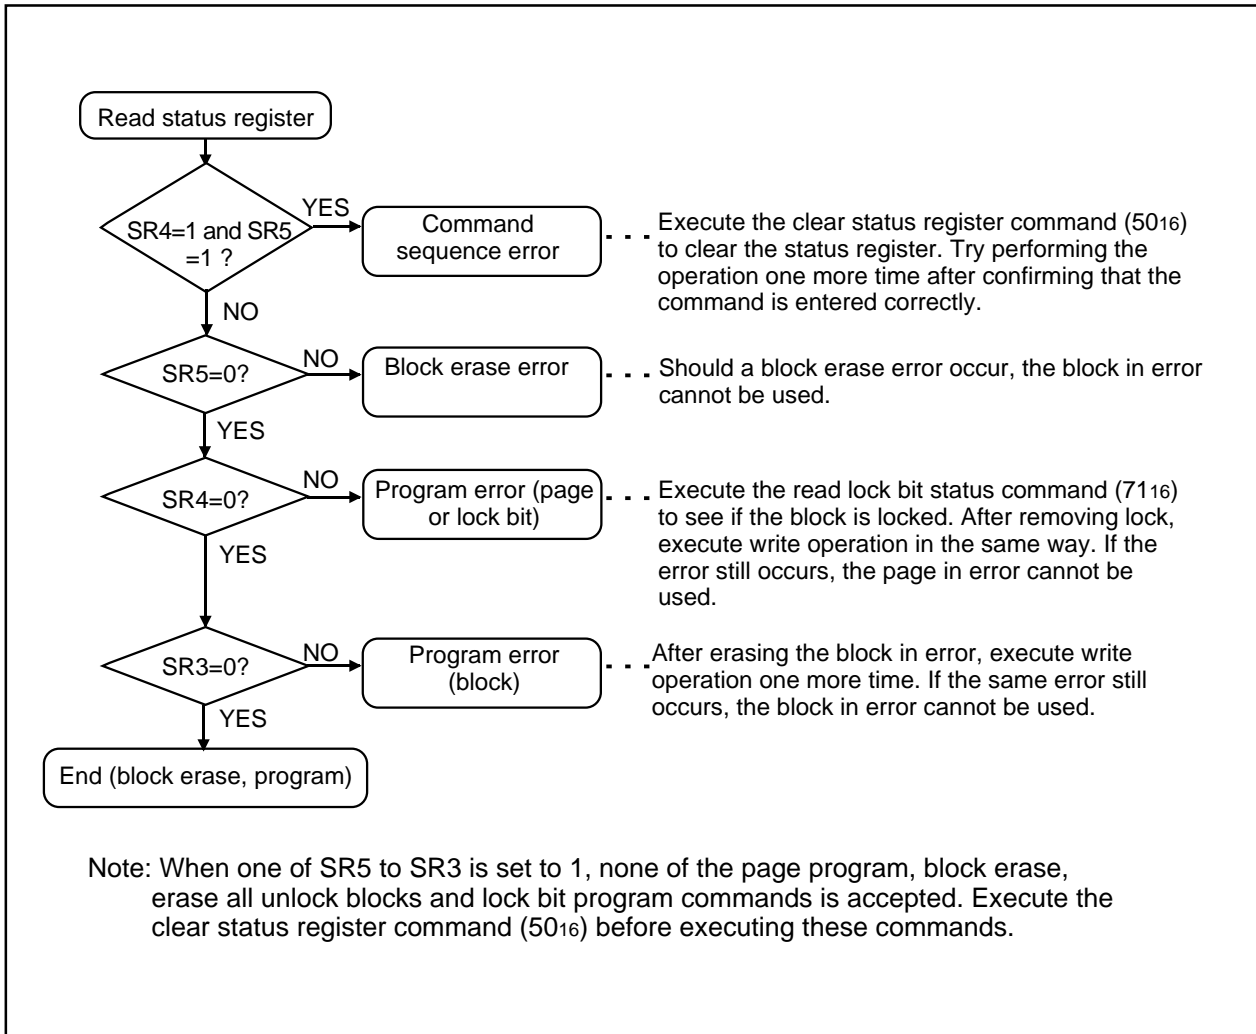 Read status register
SR4=1 and SR5
=1 ?
YES
Command
sequence error
Execute the clear status register command (5016)
to clear the status register. Try performing the
operation one more time after confirming that the
command is entered correctly.
NO
SR5=0?
NO
Block erase error
Should a block erase error occur, the block in error
cannot be used.
YES
SR4=0?
NO
Program error (page
or lock bit)
Execute the read lock bit status command (7116)
to see if the block is locked. After removing lock,
execute write operation in the same way. If the
error still occurs, the page in error cannot be
used.
YES
SR3=0?
NO
Program error
(block)
After erasing the block in error, execute write
operation one more time. If the same error still
occurs, the block in error cannot be used.
YES
End (block erase, program)
Note: When one of SR5 to SR3 is set to 1, none of the page program, block erase,
erase all unlock blocks and lock bit program commands is accepted. Execute the
clear status register command (5016) before executing these commands.